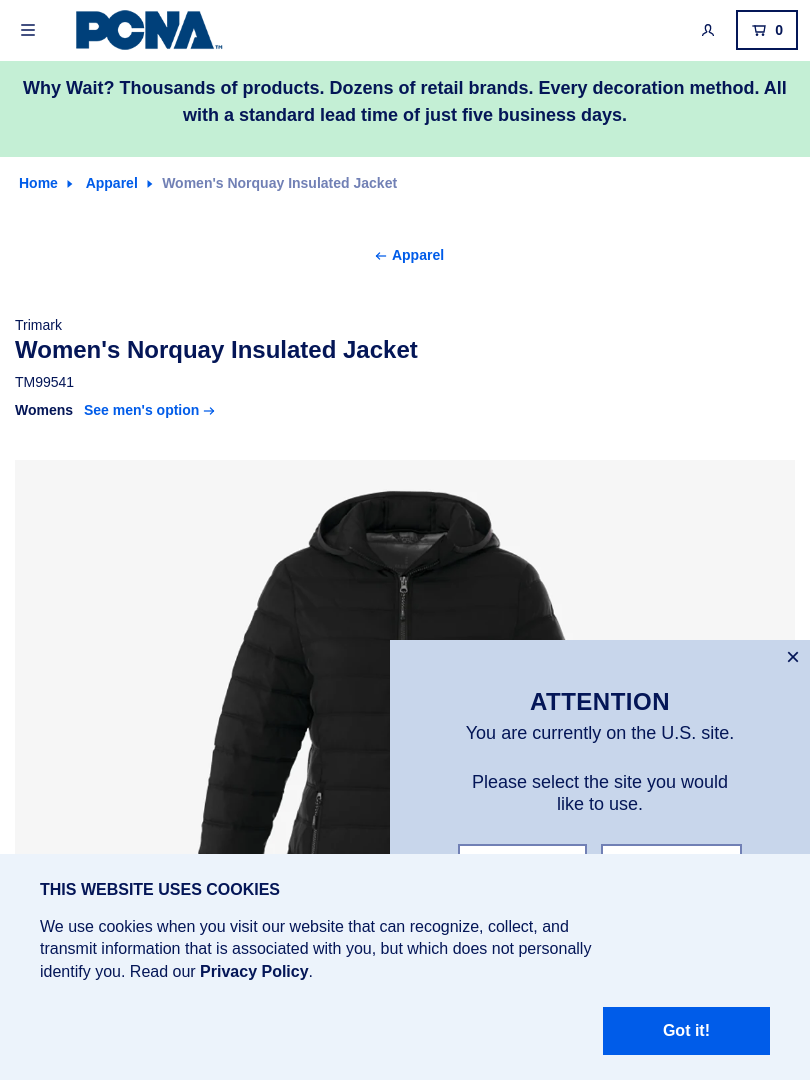 PCNA™
0
Why Wait? Thousands of products. Dozens of retail brands. Every decoration method. All
with a standard lead time of just five business days.
Home Apparel Women's Norquay Insulated Jacket
← Apparel
Trimark
Women's Norquay Insulated Jacket
TM99541
Womens See men's option →
ATTENTION
You are currently on the U.S. site.
Please select the site you would
like to use.
THIS WEBSITE USES COOKIES
We use cookies when you visit our website that can recognize, collect, and
transmit information that is associated with you, but which does not personally
identify you. Read our Privacy Policy.
Got it!